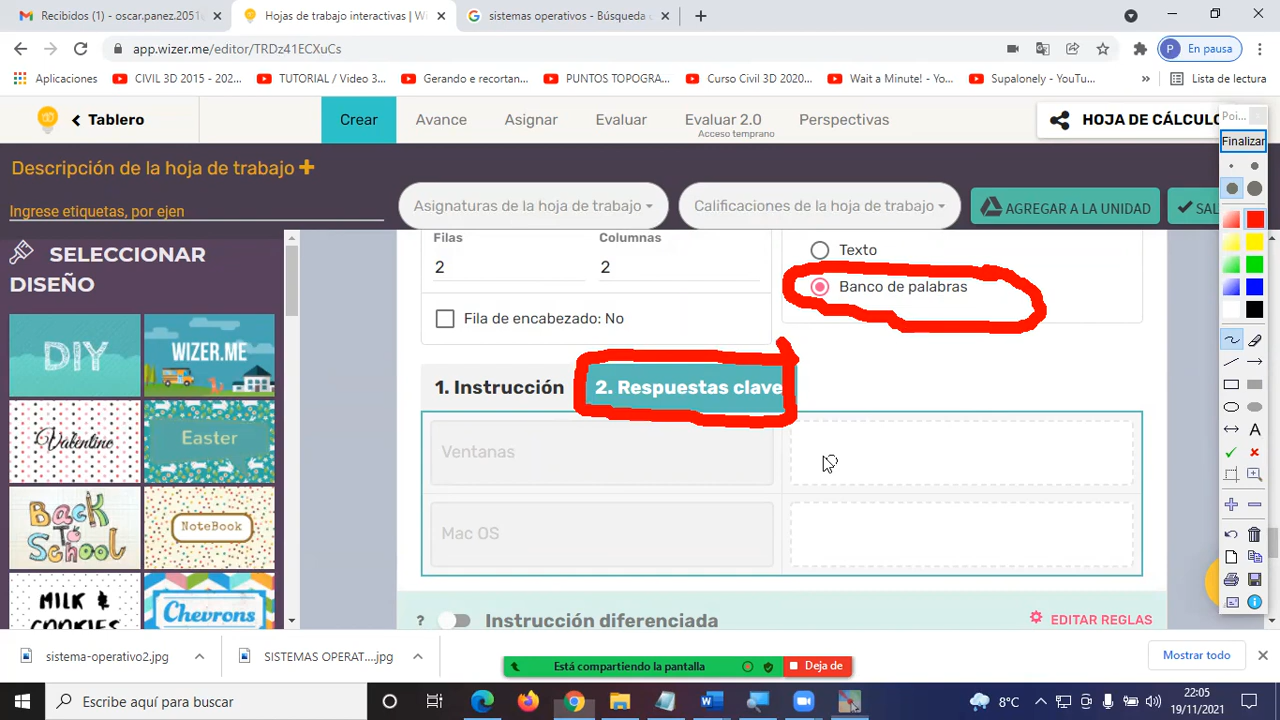 Recibidos (1) - oscar.panez.2051
Hojas de trabajo interactivas | Wi
sistemas operativos - Búsqueda
app.wizer.me/editor/TRDz41ECXuCs
P En pausa
Aplicaciones
CIVIL 3D 2015 - 202...
TUTORIAL / Video 3...
Gerando e recortan...
PUNTOS TOPOGRA...
Curso Civil 3D 2020...
Wait a Minute! - Yo...
Supalonely - YouTu...
»
Lista de lectura
Tablero
Crear
Avance
Asignar
Evaluar
Evaluar 2.0
Acceso temprano
Perspectivas
HOJA DE CÁLCULO
Poi...
Finalizar
Descripción de la hoja de trabajo +
Ingrese etiquetas, por ejen
Asignaturas de la hoja de trabajo
Calificaciones de la hoja de trabajo
AGREGAR A LA UNIDAD
SAL
SELECCIONAR
DISEÑO
DIY
WIZER.ME
Valentine
Easter
BACK
TO
SCHOOL
NoteBook
MILK &
COOKIES
Chevrons
Filas
Columnas
2
2
Fila de encabezado: No
Texto
Banco de palabras
1. Instrucción
2. Respuestas clave
Ventanas
Mac OS
? Instrucción diferenciada
EDITAR REGLAS
A
sistema-operativo2.jpg
SISTEMAS OPERAT....jpg
Está compartiendo la pantalla
Deja de
Mostrar todo
Escribe aquí para buscar
8°C
22:05
19/11/2021